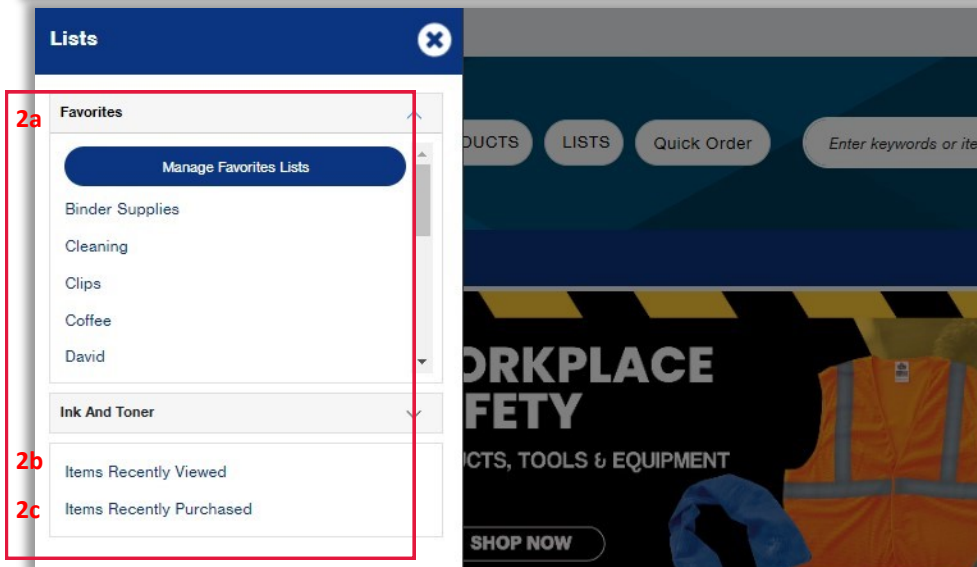 Lists
2a
Favorites
Manage Favorites Lists
Binder Supplies
Cleaning
Clips
Coffee
David
Ink And Toner
2b
Items Recently Viewed
2c
Items Recently Purchased
DUCTS
LISTS
Quick Order
Enter keywords or ite
ORKPLACE
FETY
CTS, TOOLS & EQUIPMENT
SHOP NOW